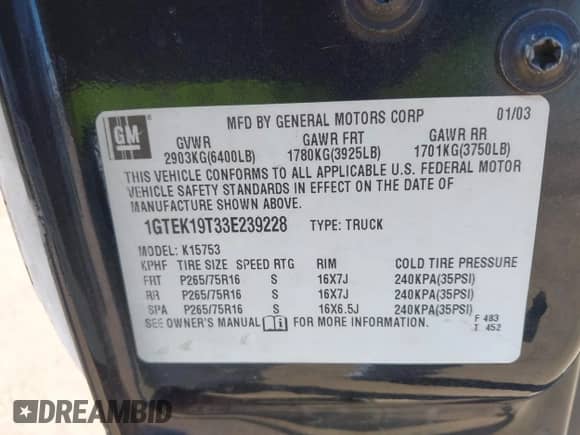 GM
MFD BY GENERAL MOTORS CORP 01/03
GVWR GAWR FRT GAWR RR
2903KG(6400LB) 1780KG(3925LB) 1701KG(3750LB)
THIS VEHICLE CONFORMS TO ALL APPLICABLE U.S. FEDERAL MOTOR
VEHICLE SAFETY STANDARDS IN EFFECT ON THE DATE OF
MANUFACTURE SHOWN ABOVE.
1GTEK19T33E239228 TYPE: TRUCK
MODEL: K15753
KPHF TIRE SIZE SPEED RTG RIM COLD TIRE PRESSURE
FRT P265/75R16 S 16X7J 240KPA(35PSI)
RR P265/75R16 S 16X7J 240KPA(35PSI)
SPA P265/75R16 S 16X6.5J 240KPA(35PSI)
SEE OWNER'S MANUAL FOR MORE INFORMATION.
F 483
T 452
DREAMBID